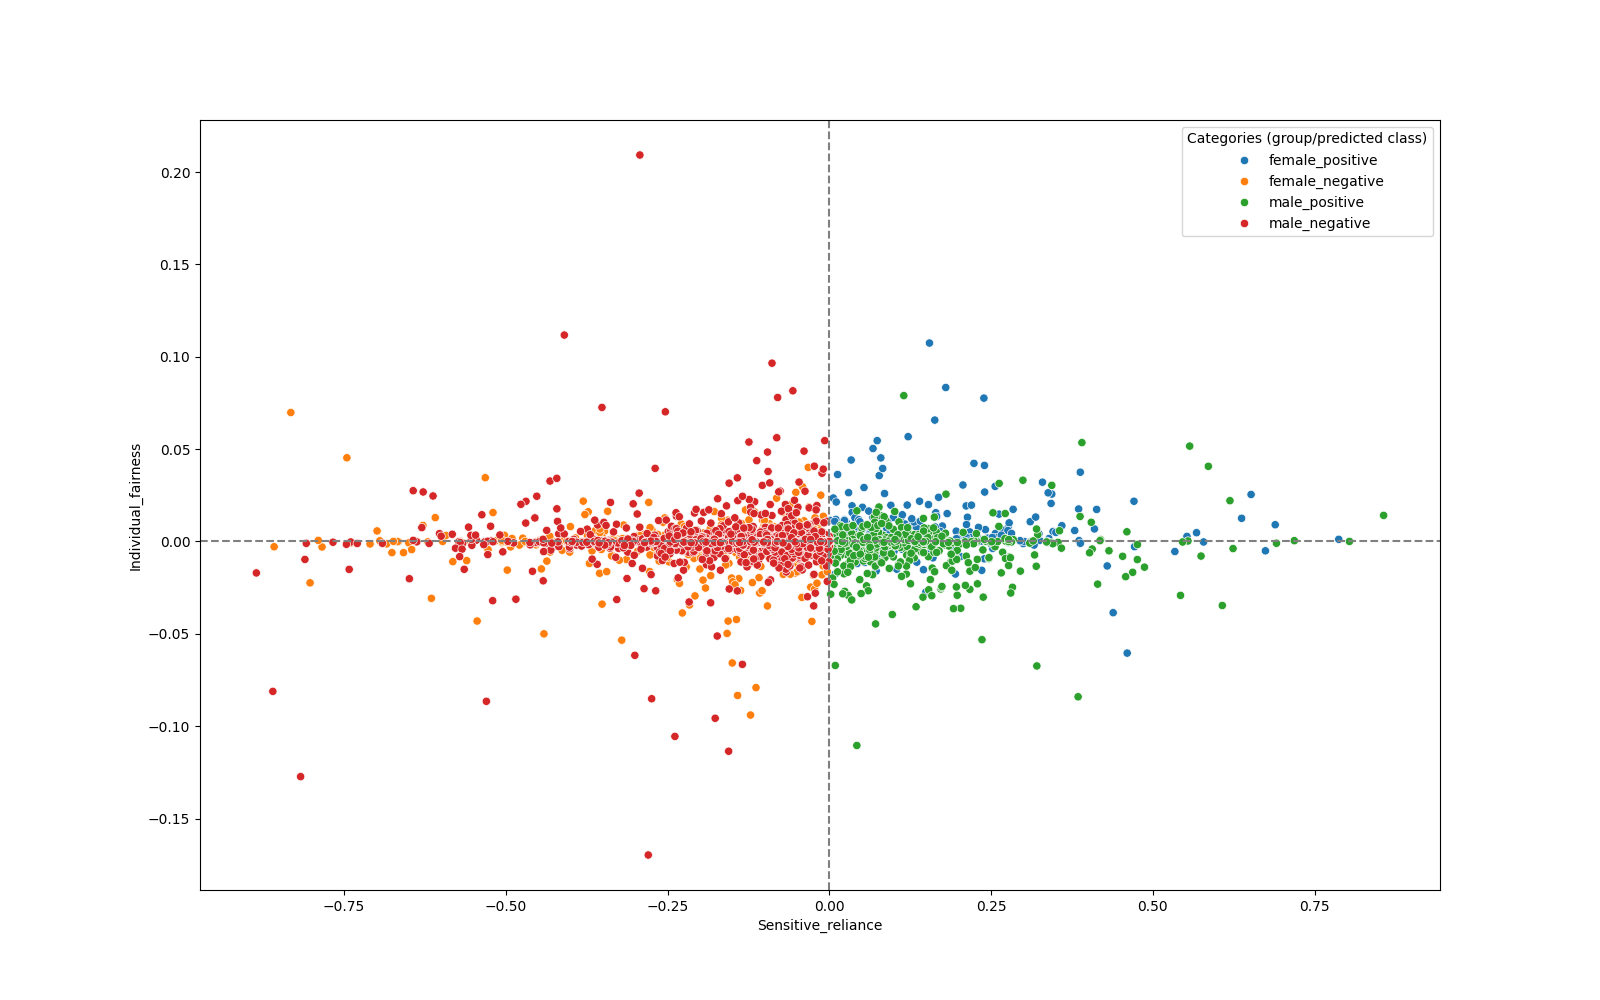 Categories (group/predicted class)
female_positive
female_negative
male_positive
male_negative
0.20
0.15
0.10
0.05
0.00
−0.05
−0.10
−0.15
Individual_fairness
−0.75 −0.50 −0.25 0.00 0.25 0.50 0.75
Sensitive_reliance